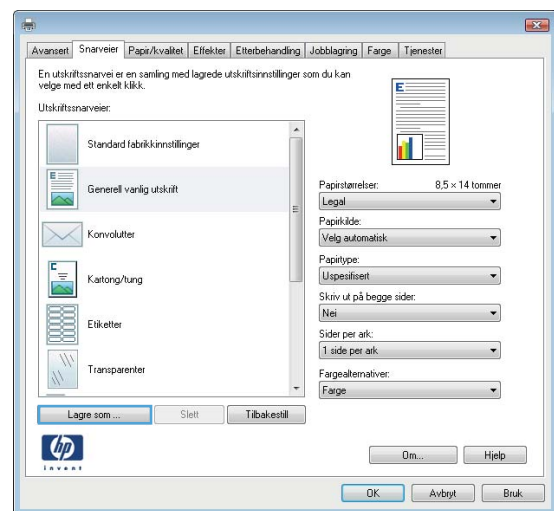 Avansert Snarveier Papir/kvalitet Effekter Etterbehandling Jobblagring Farge Tjenester
En utskriftssnarvei er en samling med lagrede utskriftsinnstillinger som du kan
velge med ett enkelt klikk.
Utskriftssnarveier:
Standard fabrikkinnstillinger
Generell vanlig utskrift
Konvolutter
Kartong/tung
Etiketter
Transparenter
Lagre som ... Slett Tilbakestill
E
Papirstørrelser: 8,5 × 14 tommer
Legal
Papirkilde:
Velg automatisk
Papirtype:
Uspesifisert
Skriv ut på begge sider:
Nei
Sider per ark:
1 side per ark
Fargealternativer:
Farge
hp
invent
Om... Hjelp
OK Avbryt Bruk